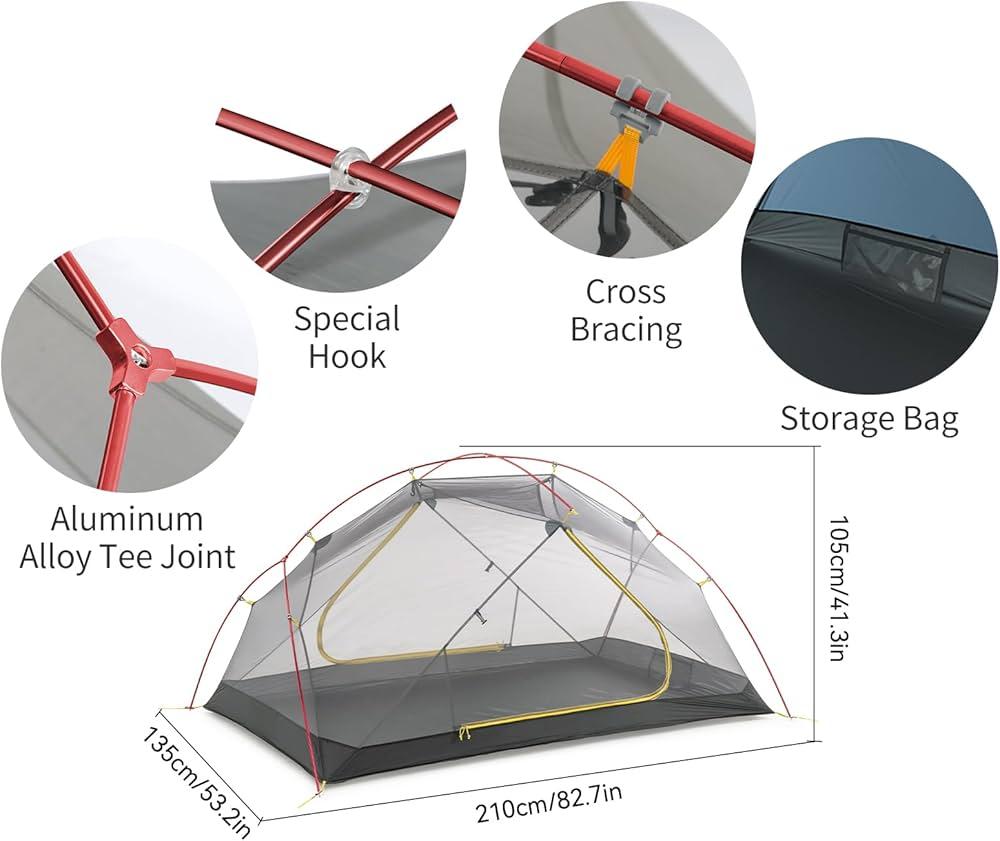 Special
Hook
Cross
Bracing
Storage Bag
Aluminum
Alloy Tee Joint
105cm/41.3in
135cm/53.2in
210cm/82.7in